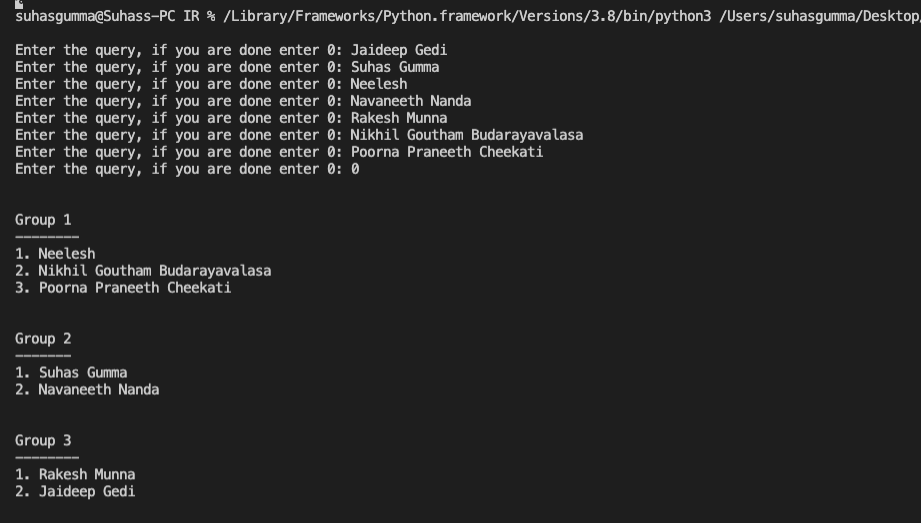 suhasgumma@Suhass-PC IR % /Library/Frameworks/Python.framework/Versions/3.8/bin/python3 /Users/suhasgumma/Desktop/
Enter the query, if you are done enter 0: Jaideep Gedi
Enter the query, if you are done enter 0: Suhas Gumma
Enter the query, if you are done enter 0: Neelesh
Enter the query, if you are done enter 0: Navaneeth Nanda
Enter the query, if you are done enter 0: Rakesh Munna
Enter the query, if you are done enter 0: Nikhil Goutham Budarayavalasa
Enter the query, if you are done enter 0: Poorna Praneeth Cheekati
Enter the query, if you are done enter 0: 0
Group 1
--------
1. Neelesh
2. Nikhil Goutham Budarayavalasa
3. Poorna Praneeth Cheekati
Group 2
-------
1. Suhas Gumma
2. Navaneeth Nanda
Group 3
--------
1. Rakesh Munna
2. Jaideep Gedi